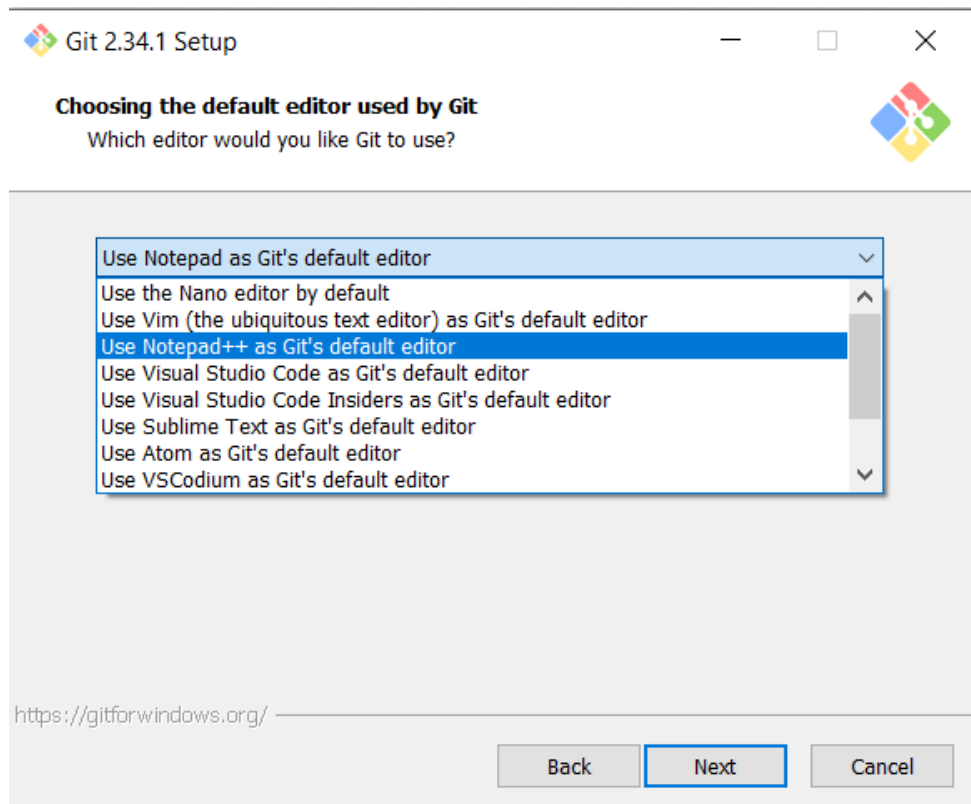 Git 2.34.1 Setup
Choosing the default editor used by Git
Which editor would you like Git to use?
Use Notepad as Git's default editor
Use the Nano editor by default
Use Vim (the ubiquitous text editor) as Git's default editor
Use Notepad++ as Git's default editor
Use Visual Studio Code as Git's default editor
Use Visual Studio Code Insiders as Git's default editor
Use Sublime Text as Git's default editor
Use Atom as Git's default editor
Use VSCodium as Git's default editor
https://gitforwindows.org/
Back Next Cancel